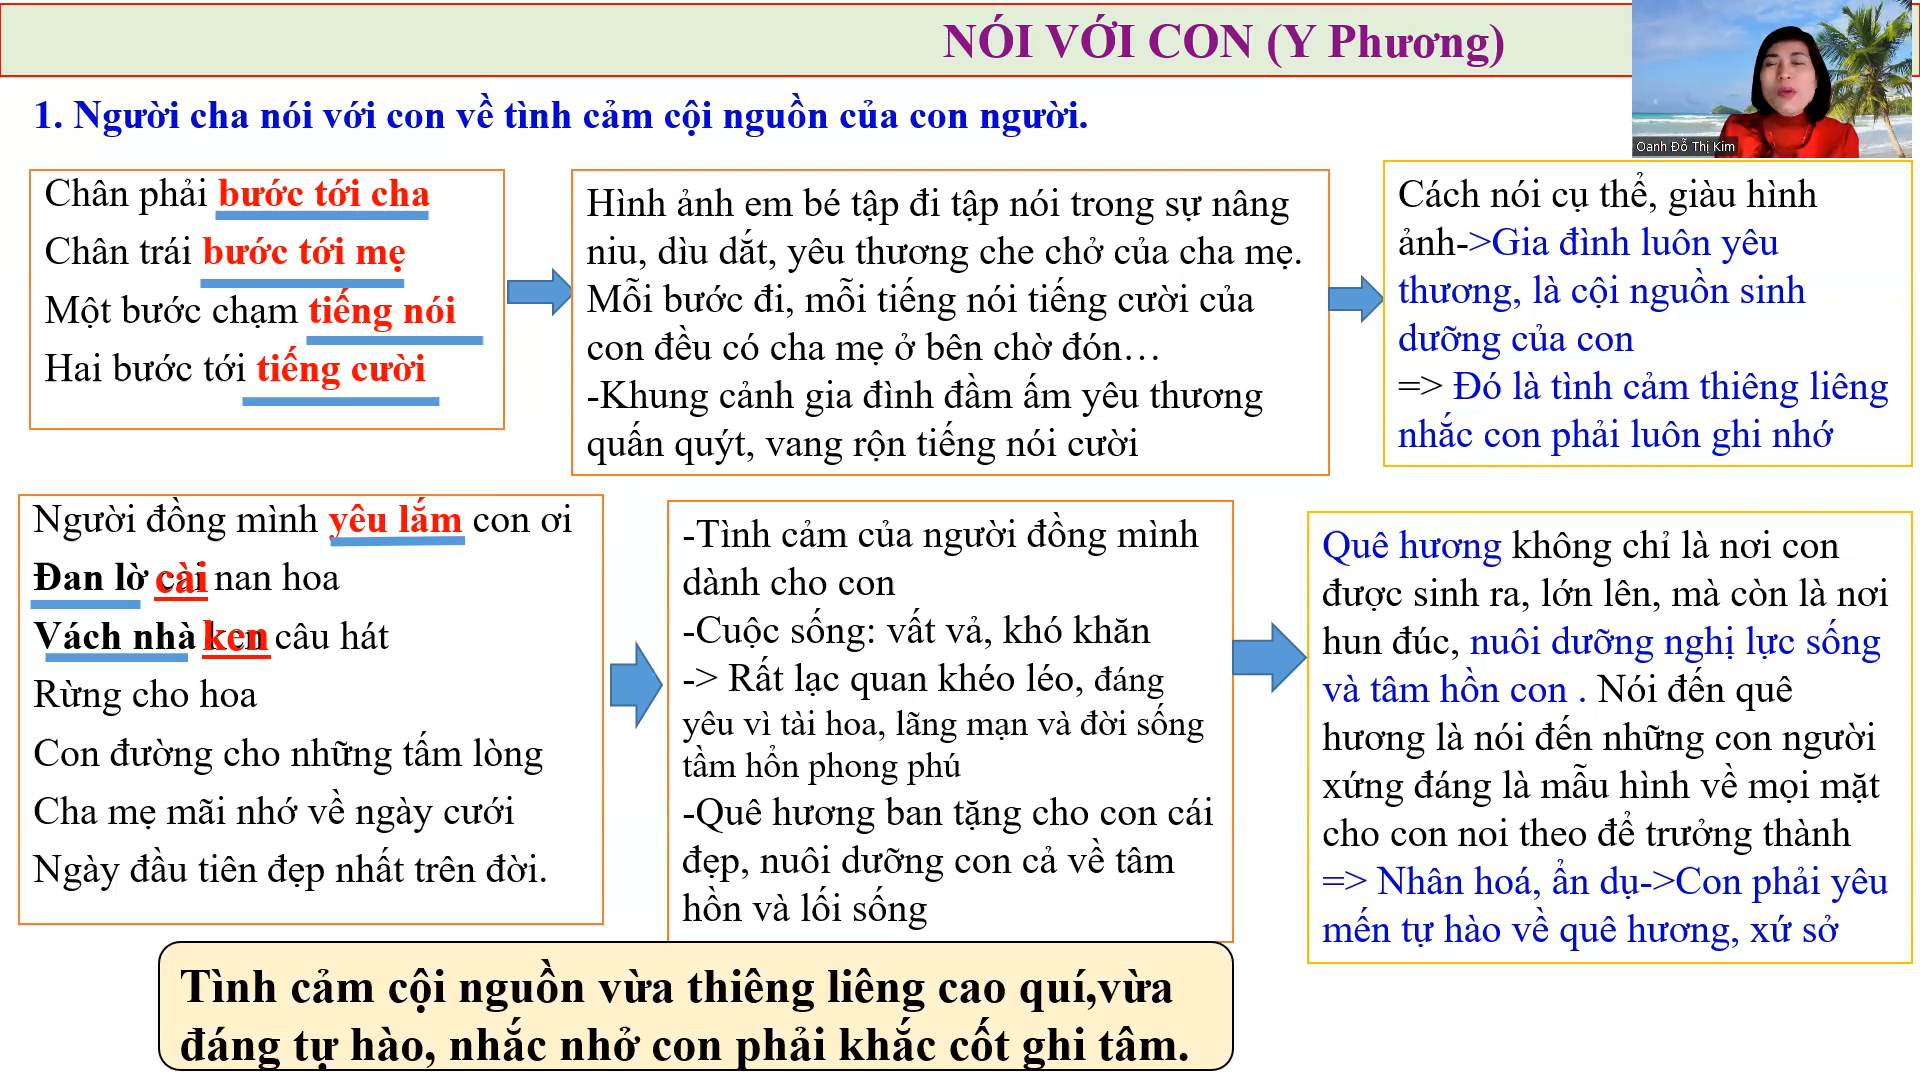 NÓI VỚI CON (Y Phương)
Oanh Đỗ Thị Kim
1. Người cha nói với con về tình cảm cội nguồn của con người.
Chân phải bước tới cha
Chân trái bước tới mẹ
Một bước chạm tiếng nói
Hai bước tới tiếng cười
Hình ảnh em bé tập đi tập nói trong sự nâng
niu, dìu dắt, yêu thương che chở của cha mẹ.
Mỗi bước đi, mỗi tiếng nói tiếng cười của
con đều có cha mẹ ở bên chờ đón…
-Khung cảnh gia đình đầm ấm yêu thương
quấn quýt, vang rộn tiếng nói cười
Cách nói cụ thể, giàu hình
ảnh->Gia đình luôn yêu
thương, là cội nguồn sinh
dưỡng của con
=> Đó là tình cảm thiêng liêng
nhắc con phải luôn ghi nhớ
Người đồng mình yêu lắm con ơi
Đan lờ cài nan hoa
Vách nhà ken câu hát
Rừng cho hoa
Con đường cho những tấm lòng
Cha mẹ mãi nhớ về ngày cưới
Ngày đầu tiên đẹp nhất trên đời.
-Tình cảm của người đồng mình
dành cho con
-Cuộc sống: vất vả, khó khăn
-> Rất lạc quan khéo léo, đáng
yêu vì tài hoa, lãng mạn và đời sống
tầm hổn phong phú
-Quê hương ban tặng cho con cái
đẹp, nuôi dưỡng con cả về tâm
hồn và lối sống
Quê hương không chỉ là nơi con
được sinh ra, lớn lên, mà còn là nơi
hun đúc, nuôi dưỡng nghị lực sống
và tâm hồn con . Nói đến quê
hương là nói đến những con người
xứng đáng là mẫu hình về mọi mặt
cho con noi theo để trưởng thành
=> Nhân hoá, ẩn dụ->Con phải yêu
mến tự hào về quê hương, xứ sở
Tình cảm cội nguồn vừa thiêng liêng cao quí,vừa
đáng tự hào, nhắc nhở con phải khắc cốt ghi tâm.